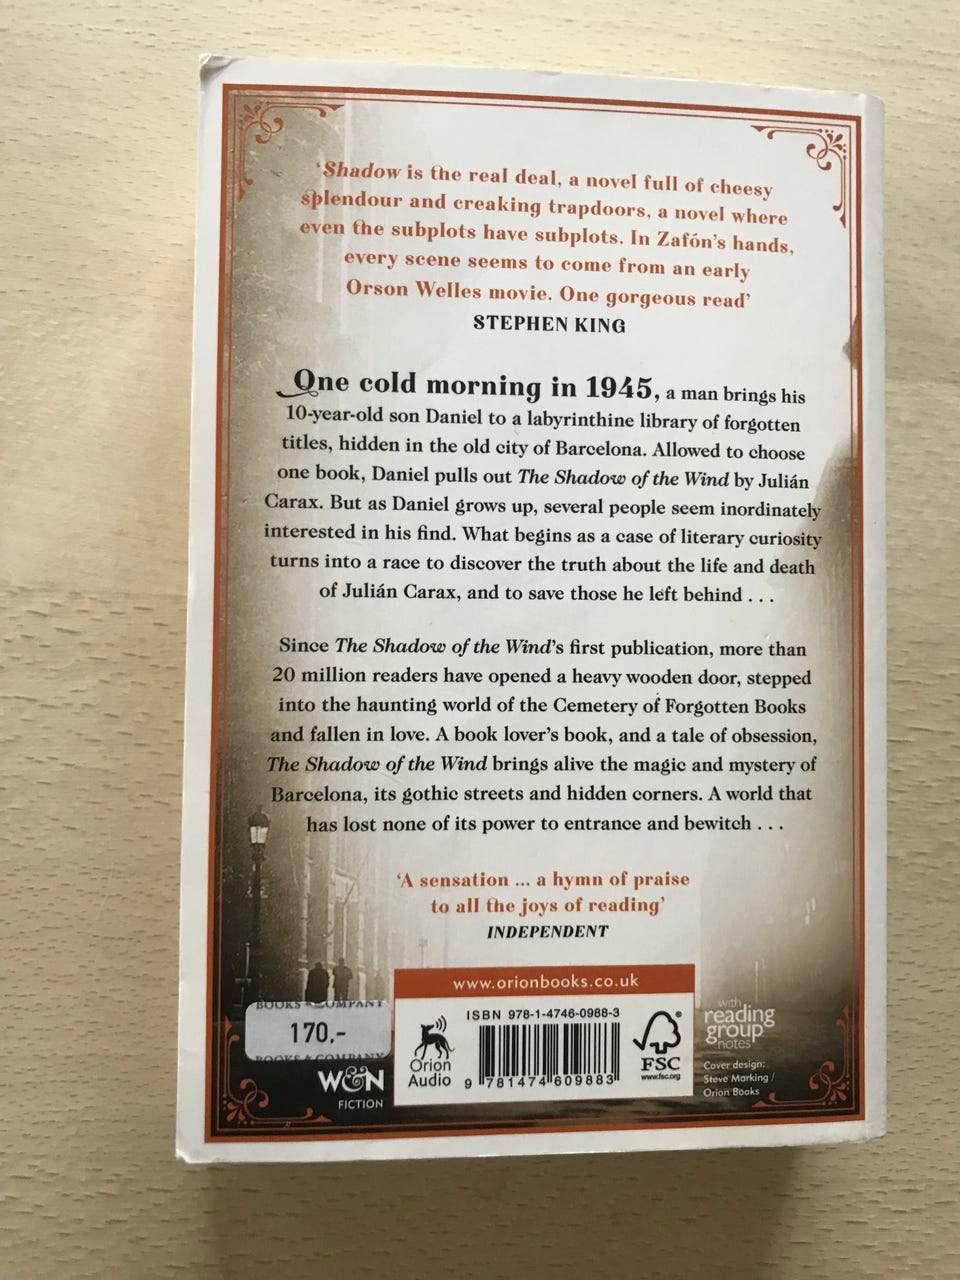 ‘Shadow is the real deal, a novel full of cheesy
splendour and creaking trapdoors, a novel where
even the subplots have subplots. In Zafón’s hands,
every scene seems to come from an early
Orson Welles movie. One gorgeous read’
STEPHEN KING
One cold morning in 1945, a man brings his
10-year-old son Daniel to a labyrinthine library of forgotten
titles, hidden in the old city of Barcelona. Allowed to choose
one book, Daniel pulls out The Shadow of the Wind by Julián
Carax. But as Daniel grows up, several people seem inordinately
interested in his find. What begins as a case of literary curiosity
turns into a race to discover the truth about the life and death
of Julián Carax, and to save those he left behind . . .
Since The Shadow of the Wind’s first publication, more than
20 million readers have opened a heavy wooden door, stepped
into the haunting world of the Cemetery of Forgotten Books
and fallen in love. A book lover’s book, and a tale of obsession,
The Shadow of the Wind brings alive the magic and mystery of
Barcelona, its gothic streets and hidden corners. A world that
has lost none of its power to entrance and bewitch . . .
‘A sensation ... a hymn of praise
to all the joys of reading’
INDEPENDENT
www.orionbooks.co.uk
BOOKS & COMPANY
170,-
BOOKS & COMPANY
W&N
FICTION
Orion
Audio
ISBN 978-1-4746-0988-3
9 781474 609883
FSC
www.fsc.org
with
reading
group
notes
Cover design:
Steve Marking /
Orion Books